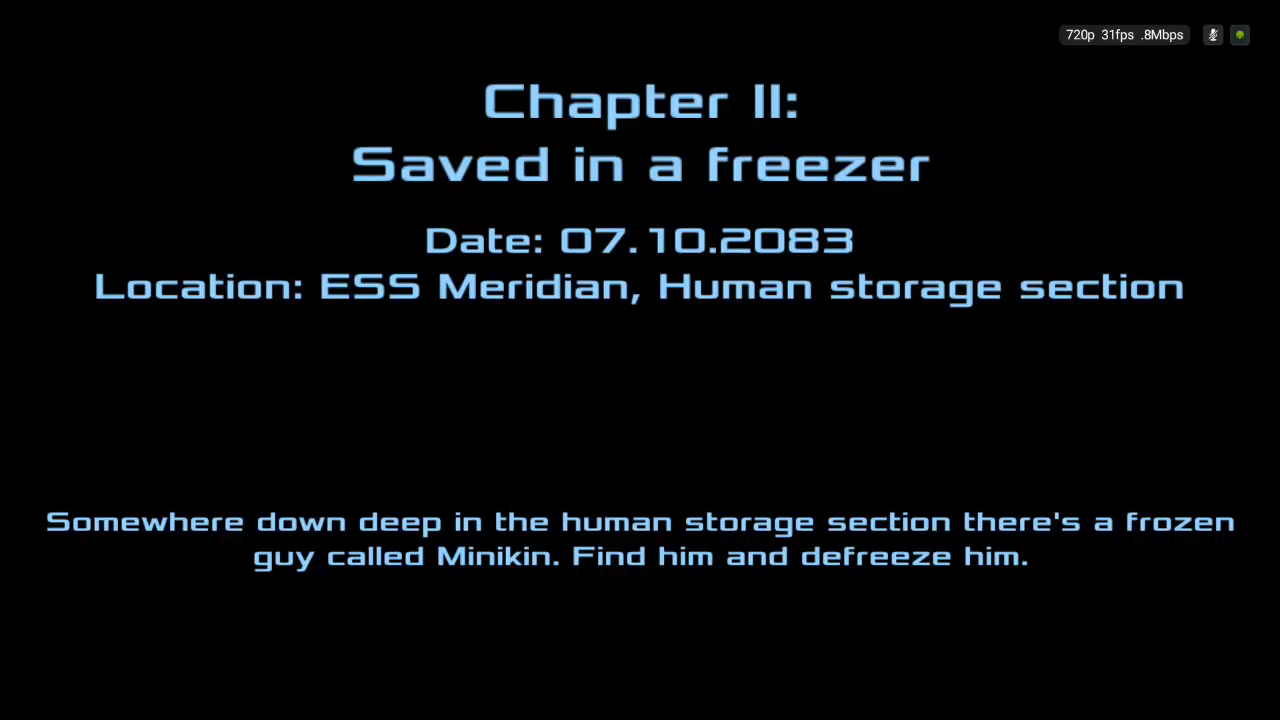 720p 31fps .8Mbps
Chapter II:
Saved in a freezer
Date: 07.10.2083
Location: ESS Meridian, Human storage section
Somewhere down deep in the human storage section there's a frozen
guy called Minikin. Find him and defreeze him.